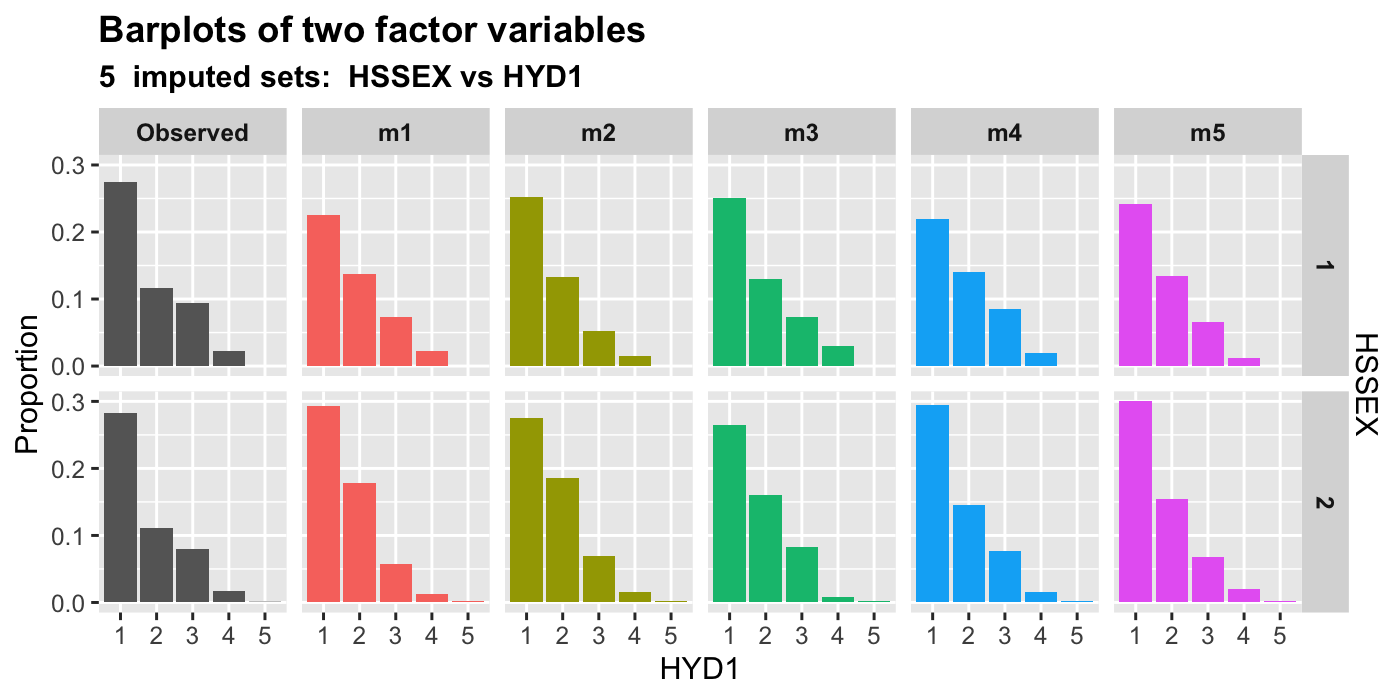 Barplots of two factor variables
5 imputed sets: HSSEX vs HYD1
Observed m1 m2 m3 m4 m5
0.3
0.2
0.1
0.0
1
0.3
0.2
0.1
0.0
2
Proportion
HSSEX
1 2 3 4 5 1 2 3 4 5 1 2 3 4 5 1 2 3 4 5 1 2 3 4 5 1 2 3 4 5
HYD1